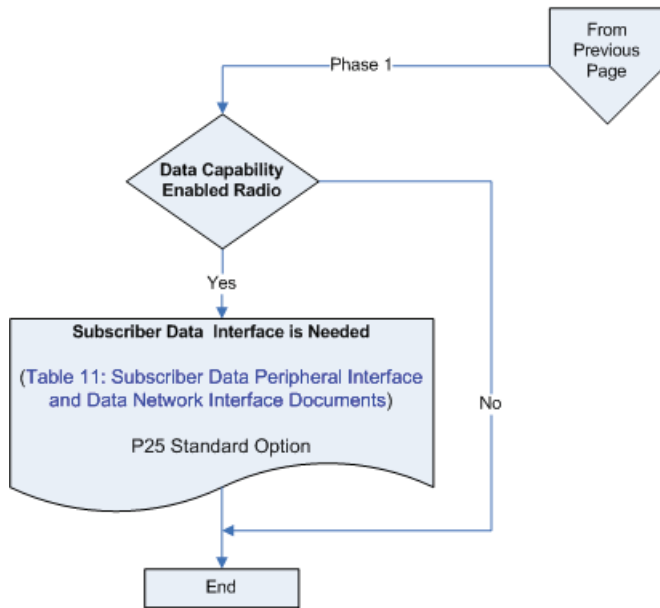 From
Previous
Page
Phase 1
Data Capability
Enabled Radio
Yes
Subscriber Data Interface is Needed
(Table 11: Subscriber Data Peripheral Interface
and Data Network Interface Documents)
No
P25 Standard Option
End